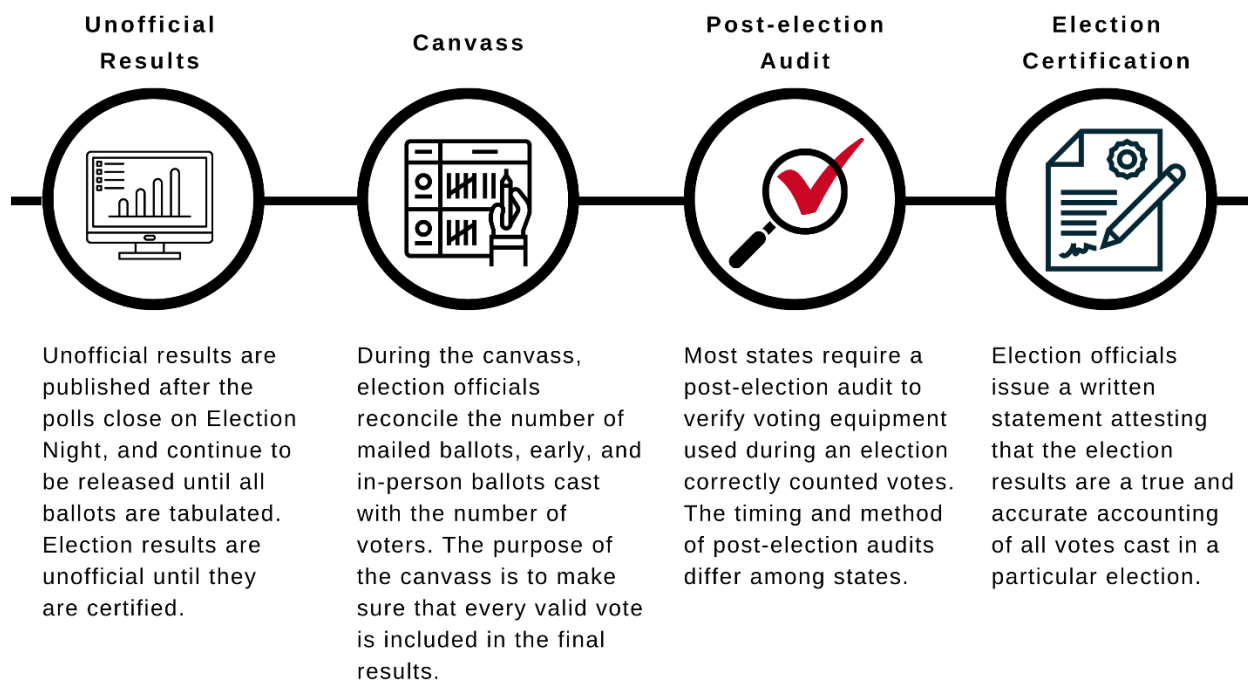 Unofficial
Results
Canvass
Post-election
Audit
Election
Certification
Unofficial results are
published after the
polls close on Election
Night, and continue to
be released until all
ballots are tabulated.
Election results are
unofficial until they
are certified.
During the canvass,
election officials
reconcile the number of
mailed ballots, early, and
in-person ballots cast
with the number of
voters. The purpose of
the canvass is to make
sure that every valid vote
is included in the final
results.
Most states require a
post-election audit to
verify voting equipment
used during an election
correctly counted votes.
The timing and method
of post-election audits
differ among states.
Election officials
issue a written
statement attesting
that the election
results are a true and
accurate accounting
of all votes cast in a
particular election.